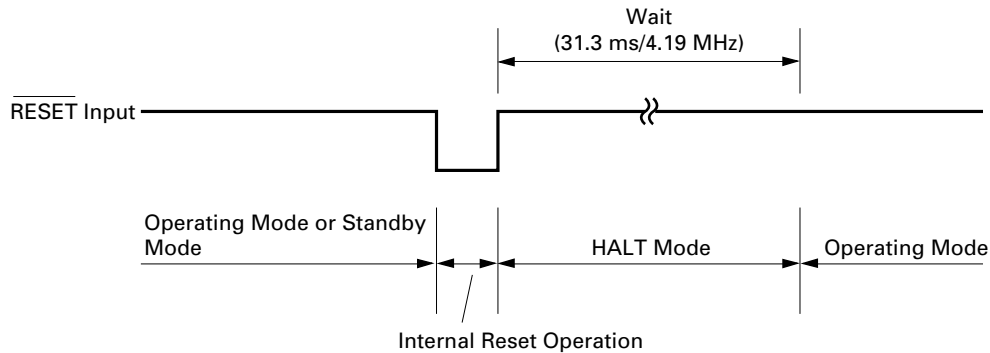 Wait
(31.3 ms/4.19 MHz)
RESET Input
Operating Mode or Standby
Mode
HALT Mode
Operating Mode
Internal Reset Operation